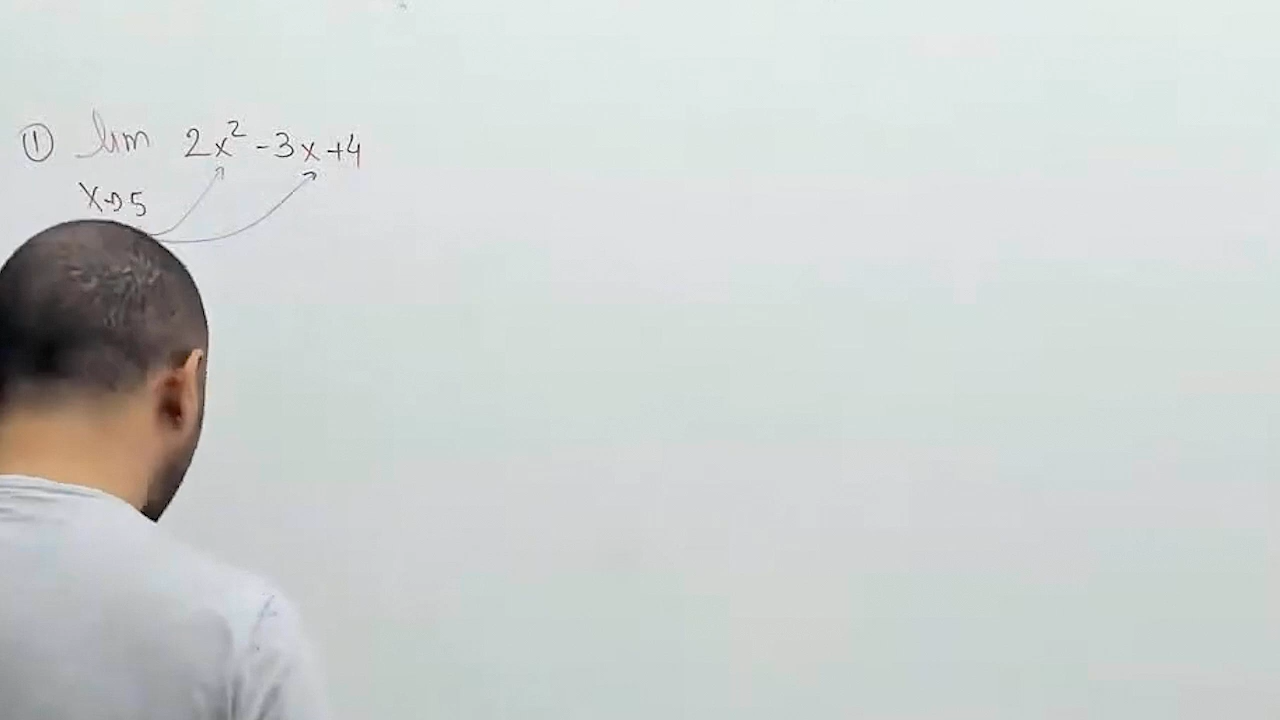 ① lim 2x² -3x +4
x→5